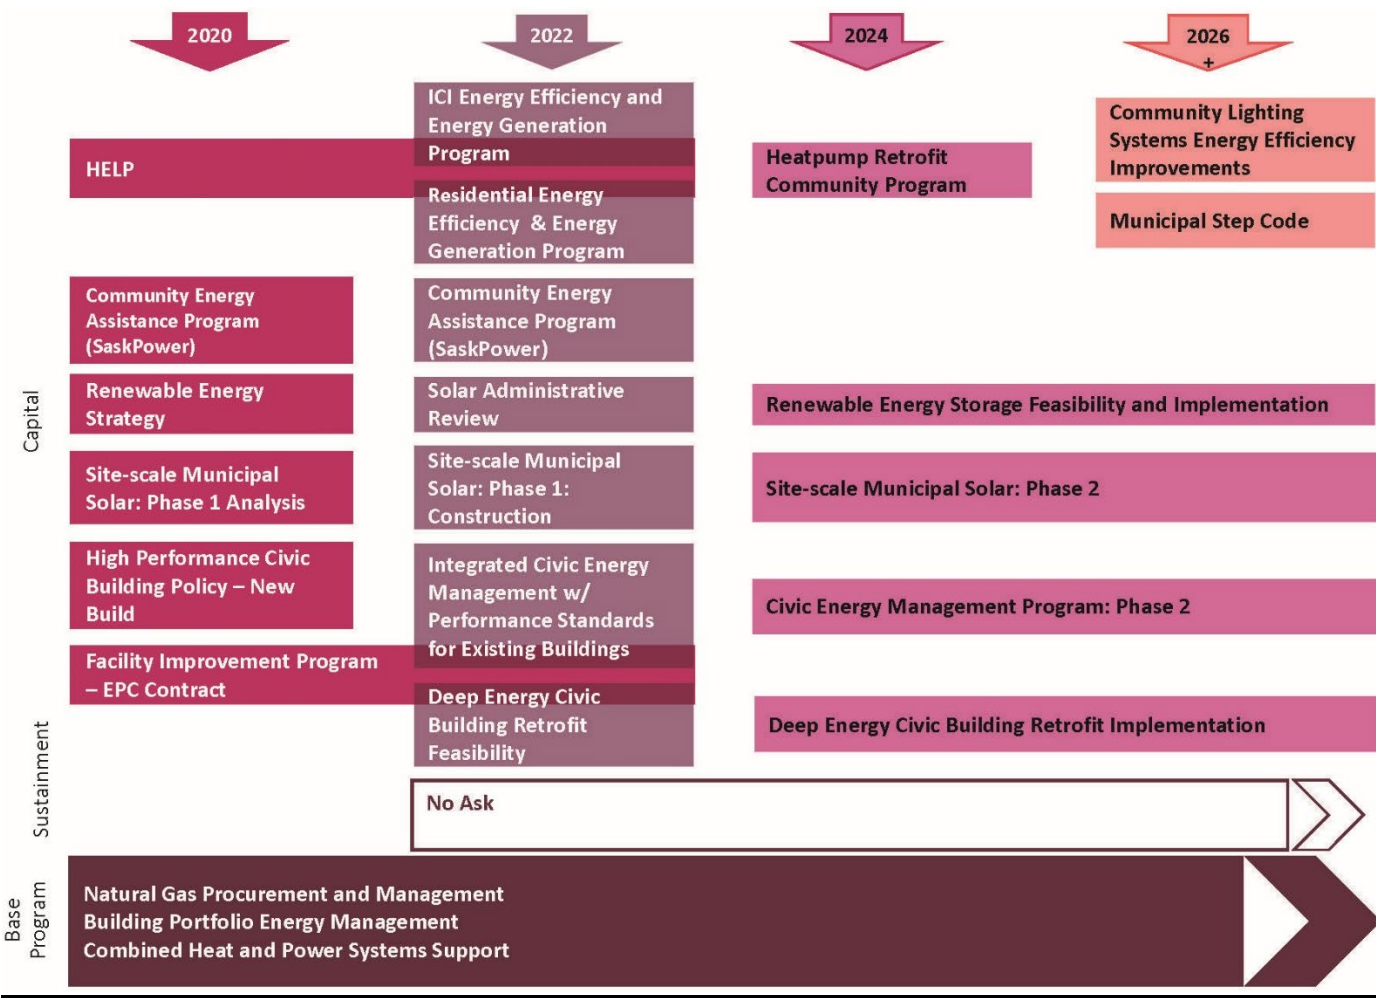 2020
2022
2024
2026
+
ICI Energy Efficiency and
Energy Generation
Program
HELP
Residential Energy
Efficiency & Energy
Generation Program
Heatpump Retrofit
Community Program
Community Lighting
Systems Energy Efficiency
Improvements
Municipal Step Code
Capital
Community Energy
Assistance Program
(SaskPower)
Community Energy
Assistance Program
(SaskPower)
Renewable Energy
Strategy
Solar Administrative
Review
Renewable Energy Storage Feasibility and Implementation
Site-scale Municipal
Solar: Phase 1 Analysis
Site-scale Municipal
Solar: Phase 1:
Construction
Site-scale Municipal Solar: Phase 2
High Performance Civic
Building Policy – New
Build
Integrated Civic Energy
Management w/
Performance Standards
for Existing Buildings
Civic Energy Management Program: Phase 2
Facility Improvement Program
– EPC Contract
Deep Energy Civic
Building Retrofit
Feasibility
Deep Energy Civic Building Retrofit Implementation
Sustainment
No Ask
Base
Program
Natural Gas Procurement and Management
Building Portfolio Energy Management
Combined Heat and Power Systems Support